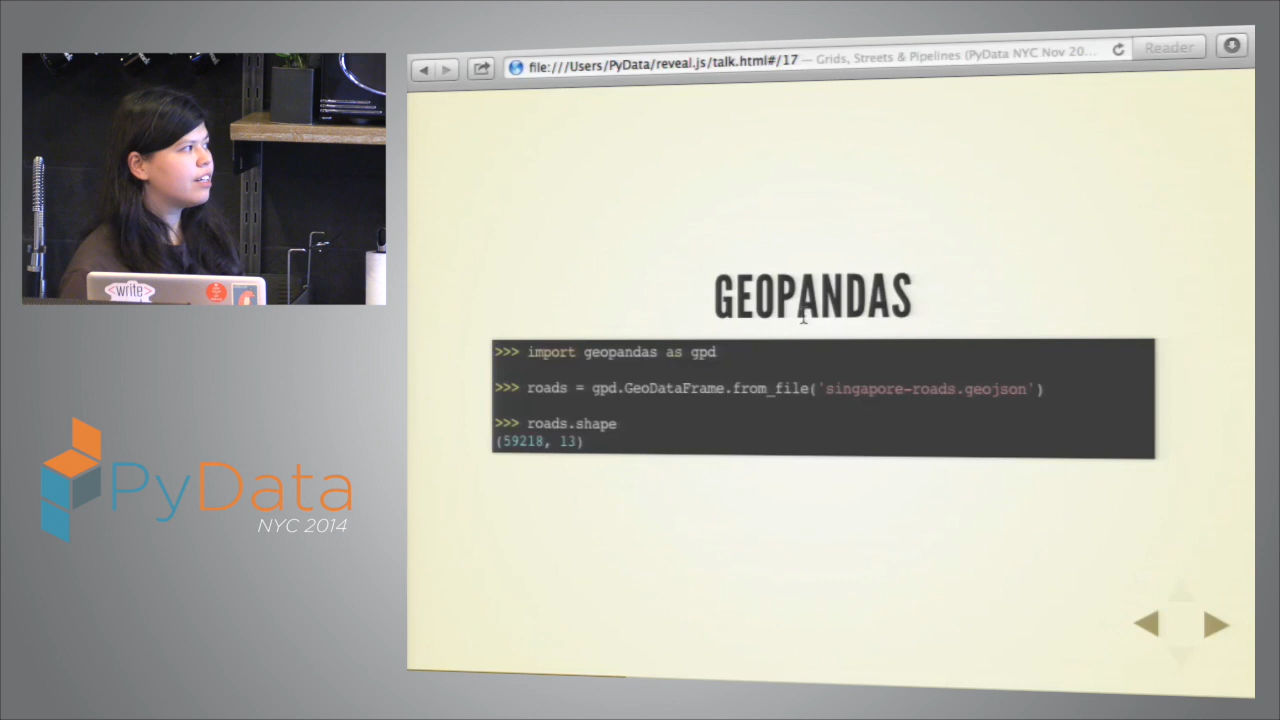 file:///Users/PyData/reveal.js/talk.html#/17 — Grids, Streets & Pipelines (PyData NYC Nov 20...
Reader
GEOPANDAS
>>> import geopandas as gpd
>>> roads = gpd.GeoDataFrame.from_file('singapore-roads.geojson')
>>> roads.shape
(59218, 13)
<write
PyData
NYC 2014